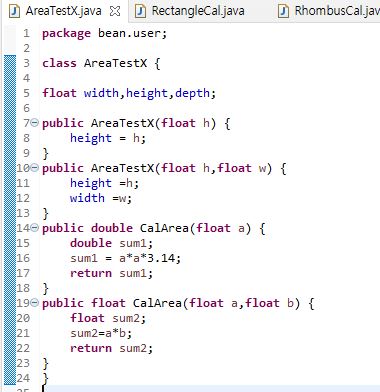 AreaTestX.java RectangleCal.java RhombusCal.java
1 package bean.user;
2
3 class AreaTestX {
4
5 float width,height,depth;
6
7 public AreaTestX(float h) {
8 height = h;
9 }
10 public AreaTestX(float h,float w) {
11 height =h;
12 width =w;
13 }
14 public double CalArea(float a) {
15 double sum1;
16 sum1 = a*a*3.14;
17 return sum1;
18 }
19 public float CalArea(float a,float b) {
20 float sum2;
21 sum2=a*b;
22 return sum2;
23 }
24 }
25